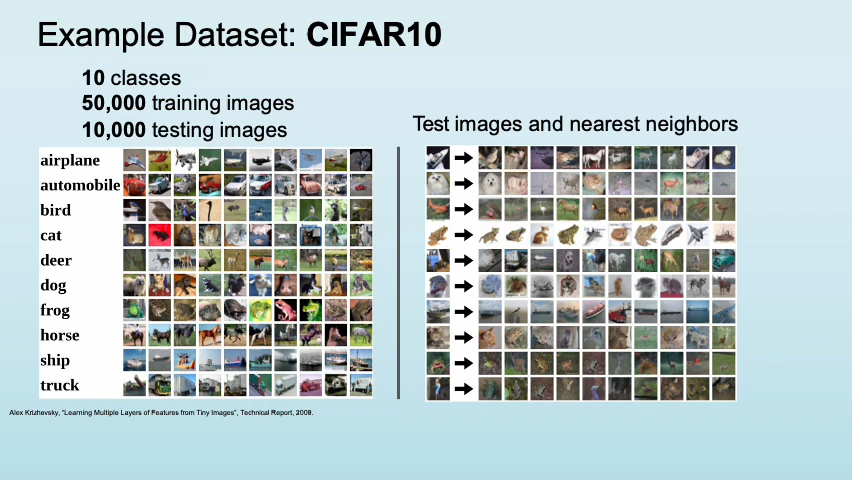 Example Dataset: CIFAR10
10 classes
50,000 training images
10,000 testing images
airplane
automobile
bird
cat
deer
dog
frog
horse
ship
truck
Alex Krizhevsky, "Learning Multiple Layers of Features from Tiny Images", Technical Report, 2009.
Test images and nearest neighbors